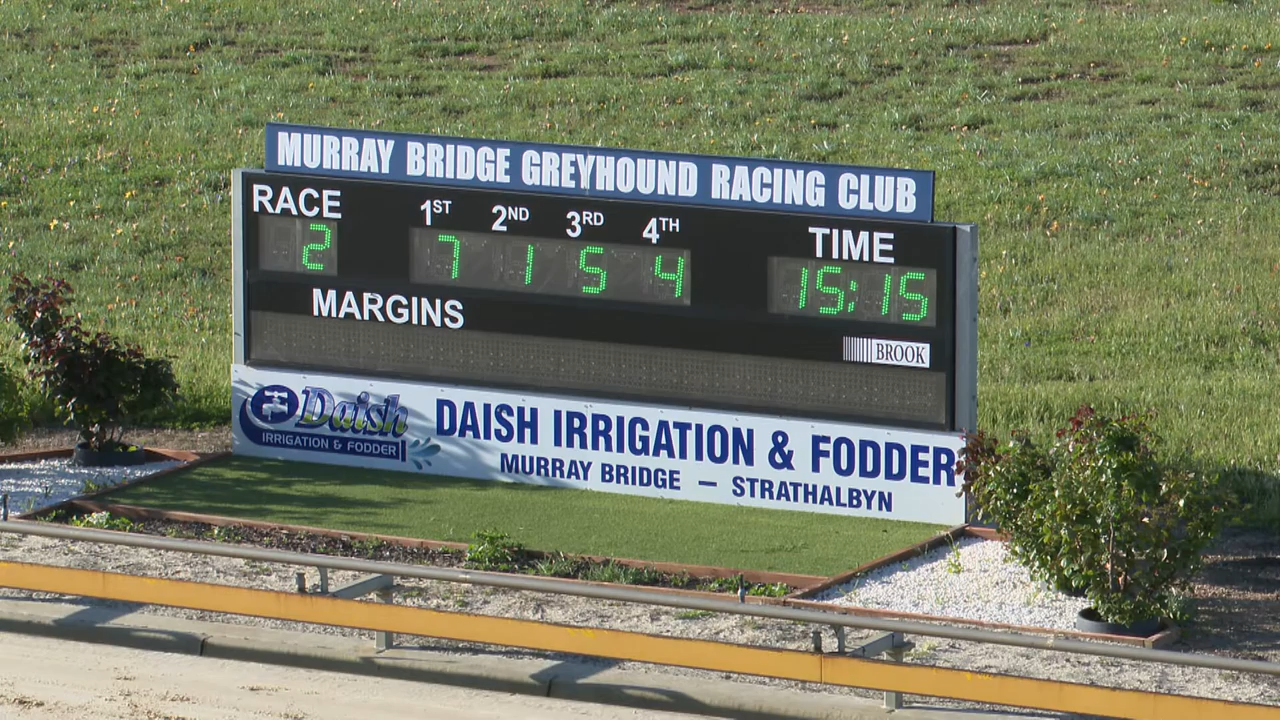 MURRAY BRIDGE GREYHOUND RACING CLUB
RACE 1ST 2ND 3RD 4TH TIME
2 7 1 5 4 15:15
MARGINS
BROOK
Daish
IRRIGATION & FODDER
DAISH IRRIGATION & FODDER
MURRAY BRIDGE – STRATHALBYN